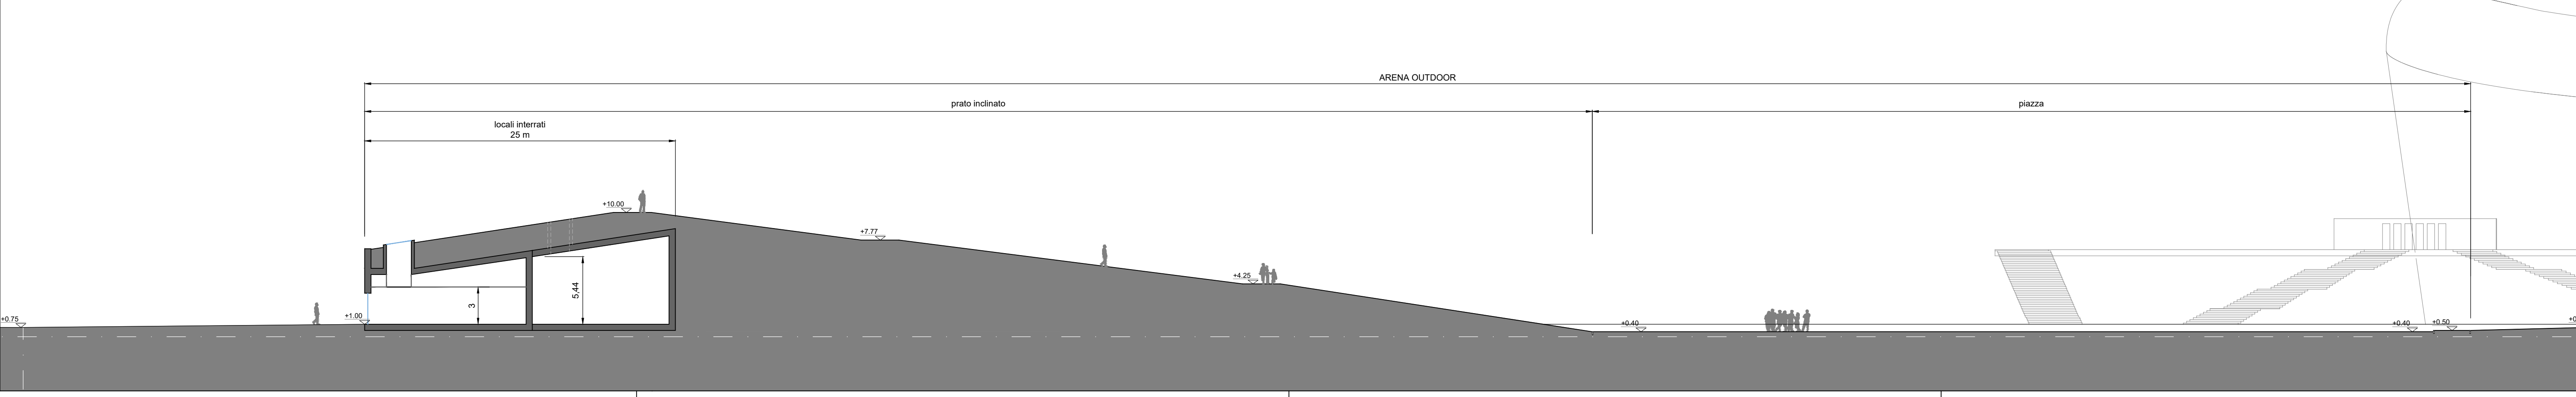 ARENA OUTDOOR
prato inclinato
piazza
locali interrati
25 m
+10.00
+7.77
+4.25
5,44
3
+0.75
+1.00
+0.40
+0.40
+0.50